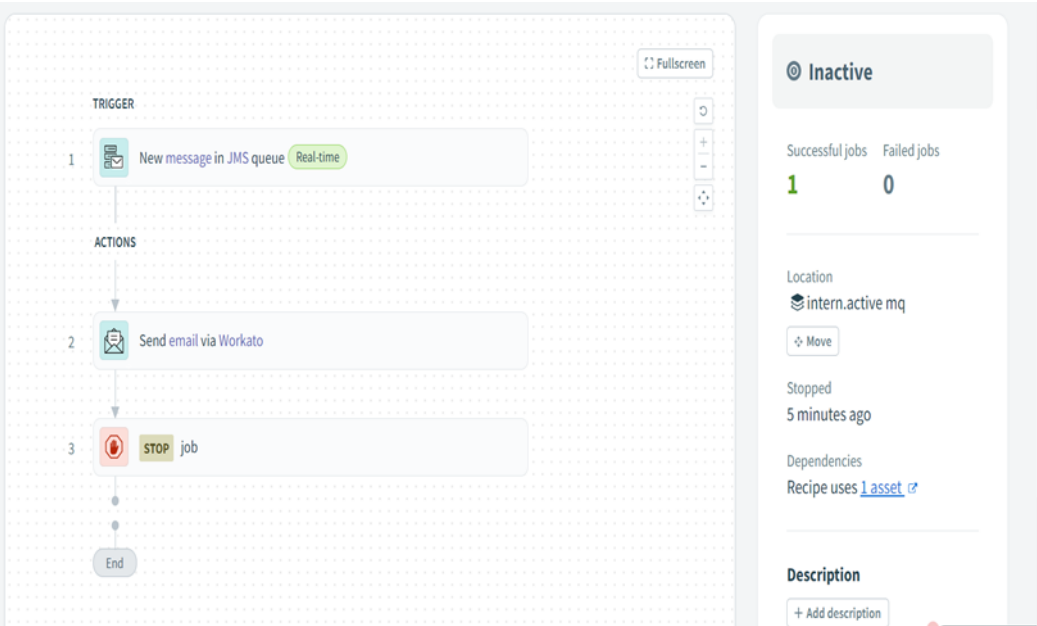 Fullscreen
TRIGGER
1 New message in JMS queue Real-time
ACTIONS
2 Send email via Workato
3 STOP job
End
Inactive
Successful jobs Failed jobs
1 0
Location
intern.active mq
Move
Stopped
5 minutes ago
Dependencies
Recipe uses 1 asset
Description
+ Add description